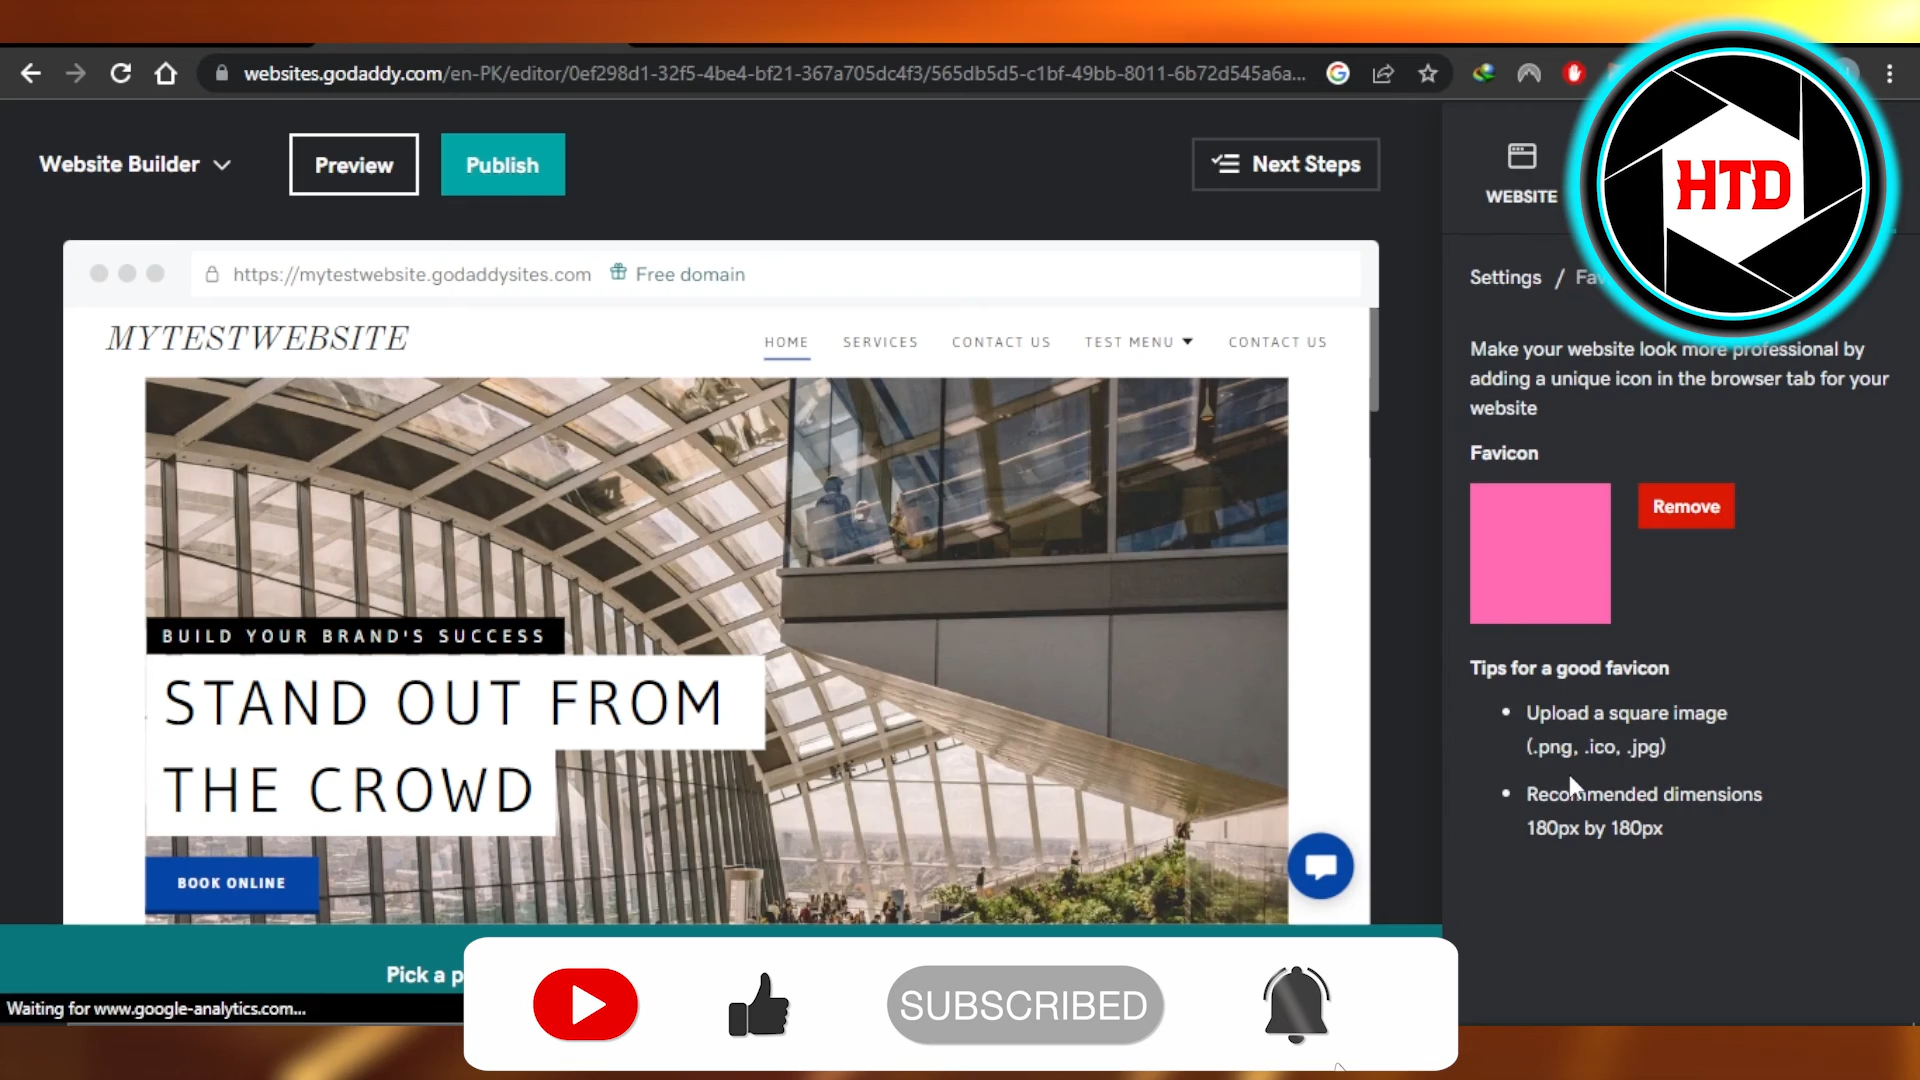 websites.godaddy.com/en-PK/editor/0ef298d1-32f5-4be4-bf21-367a705dc4f3/565db5d5-c1bf-49bb-8011-6b72d545a6a...
Website Builder
Preview
Publish
Next Steps
WEBSITE
HTD
https://mytestwebsite.godaddysites.com
Free domain
Settings / Fav
MYTESTWEBSITE
HOME
SERVICES
CONTACT US
TEST MENU
CONTACT US
Make your website look more professional by
adding a unique icon in the browser tab for your
website
Favicon
Remove
BUILD YOUR BRAND'S SUCCESS
STAND OUT FROM
THE CROWD
BOOK ONLINE
Tips for a good favicon
• Upload a square image
(.png, .ico, .jpg)
• Recommended dimensions
180px by 180px
Pick a p
Waiting for www.google-analytics.com...
SUBSCRIBED